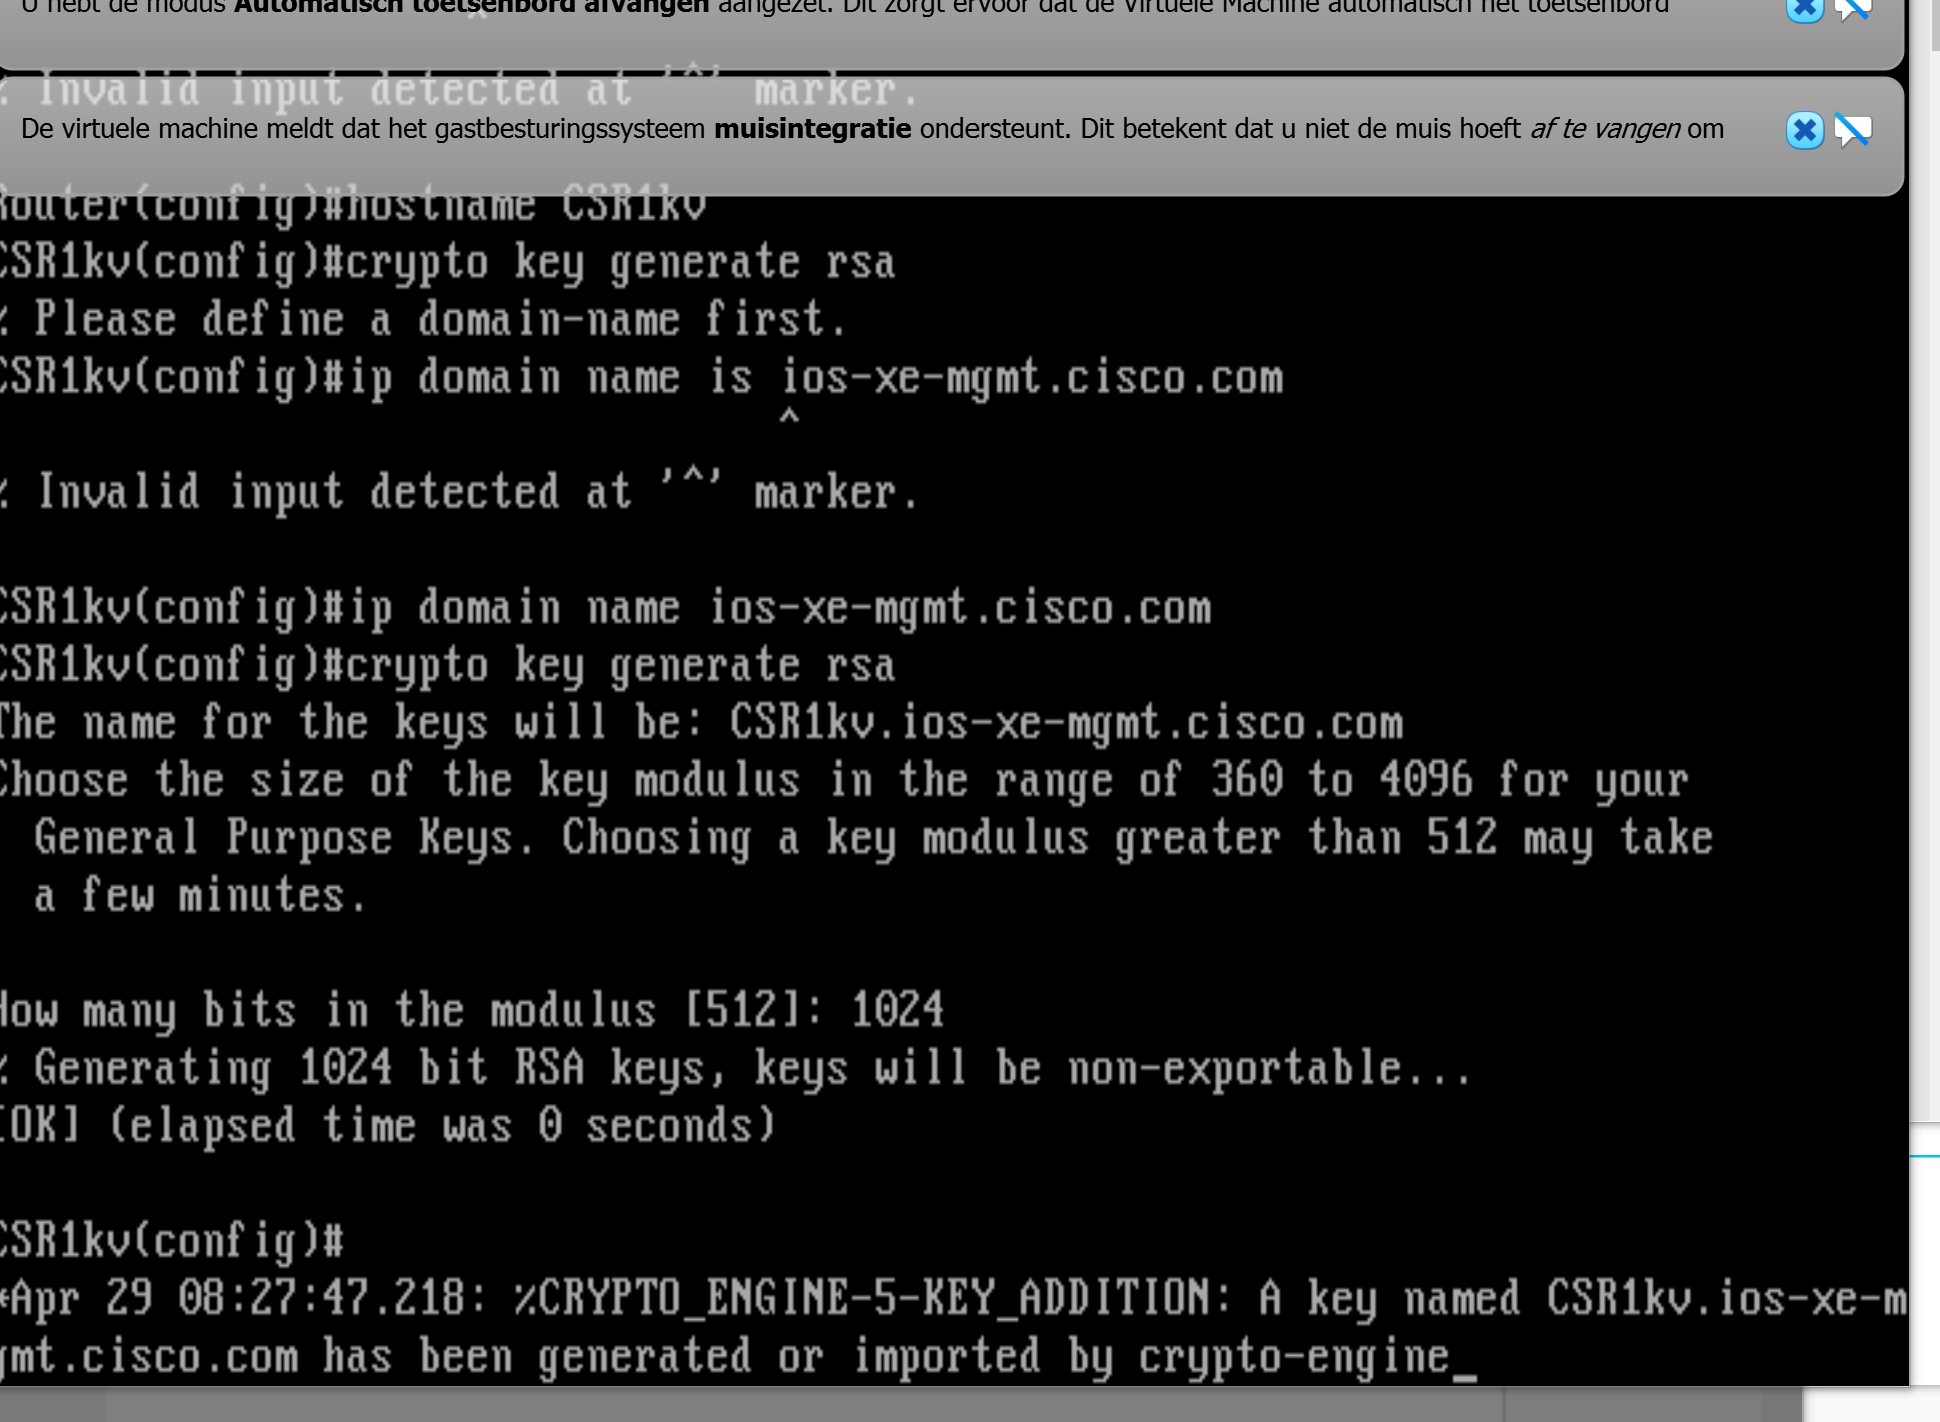 U hebt de modus Automatisch toetsenbord afvangen aangezet. Dit zorgt ervoor dat de Virtuele Machine automatisch het toetsenbord
% Invalid input detected at '^' marker.
De virtuele machine meldt dat het gastbesturingssysteem muisintegratie ondersteunt. Dit betekent dat u niet de muis hoeft af te vangen om
Router(config)#hostname CSR1kv
CSR1kv(config)#crypto key generate rsa
% Please define a domain-name first.
CSR1kv(config)#ip domain name is ios-xe-mgmt.cisco.com
^
% Invalid input detected at '^' marker.
CSR1kv(config)#ip domain name ios-xe-mgmt.cisco.com
CSR1kv(config)#crypto key generate rsa
The name for the keys will be: CSR1kv.ios-xe-mgmt.cisco.com
Choose the size of the key modulus in the range of 360 to 4096 for your
General Purpose Keys. Choosing a key modulus greater than 512 may take
a few minutes.
How many bits in the modulus [512]: 1024
% Generating 1024 bit RSA keys, keys will be non-exportable...
[OK] (elapsed time was 0 seconds)
CSR1kv(config)#
*Apr 29 08:27:47.218: %CRYPTO_ENGINE-5-KEY_ADDITION: A key named CSR1kv.ios-xe-m
gmt.cisco.com has been generated or imported by crypto-engine_